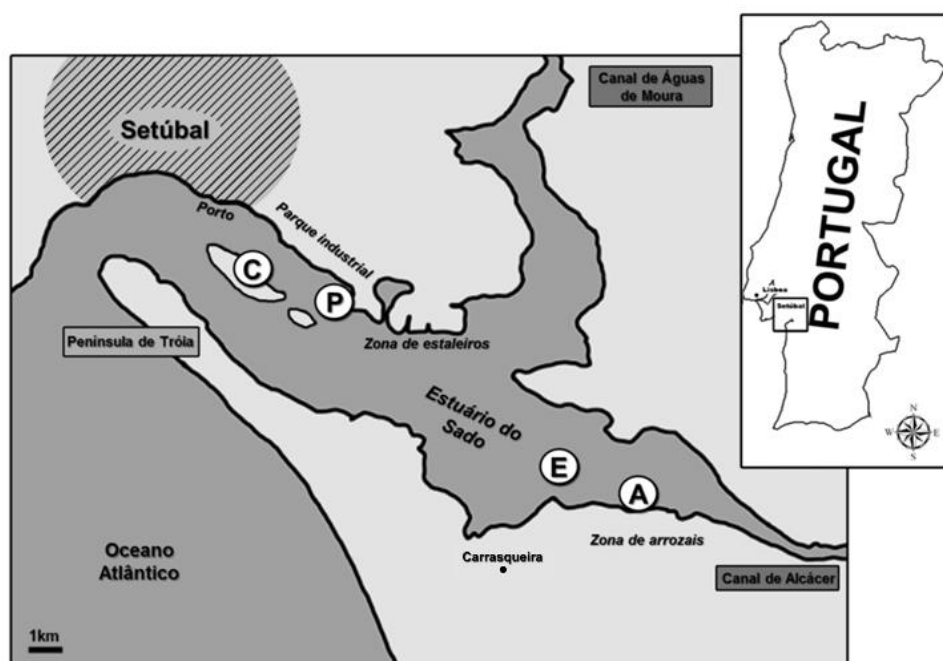 Canal de Águas
de Moura
Setúbal
Porto
Parque industrial
C
P
Península de Tróia
Zona de estaleiros
Estuário do
Sado
E
A
Zona de arrozais
Carrasqueira
Canal de Alcácer
Oceano
Atlântico
1km
PORTUGAL
Lisboa
Setúbal
N
W
E
S